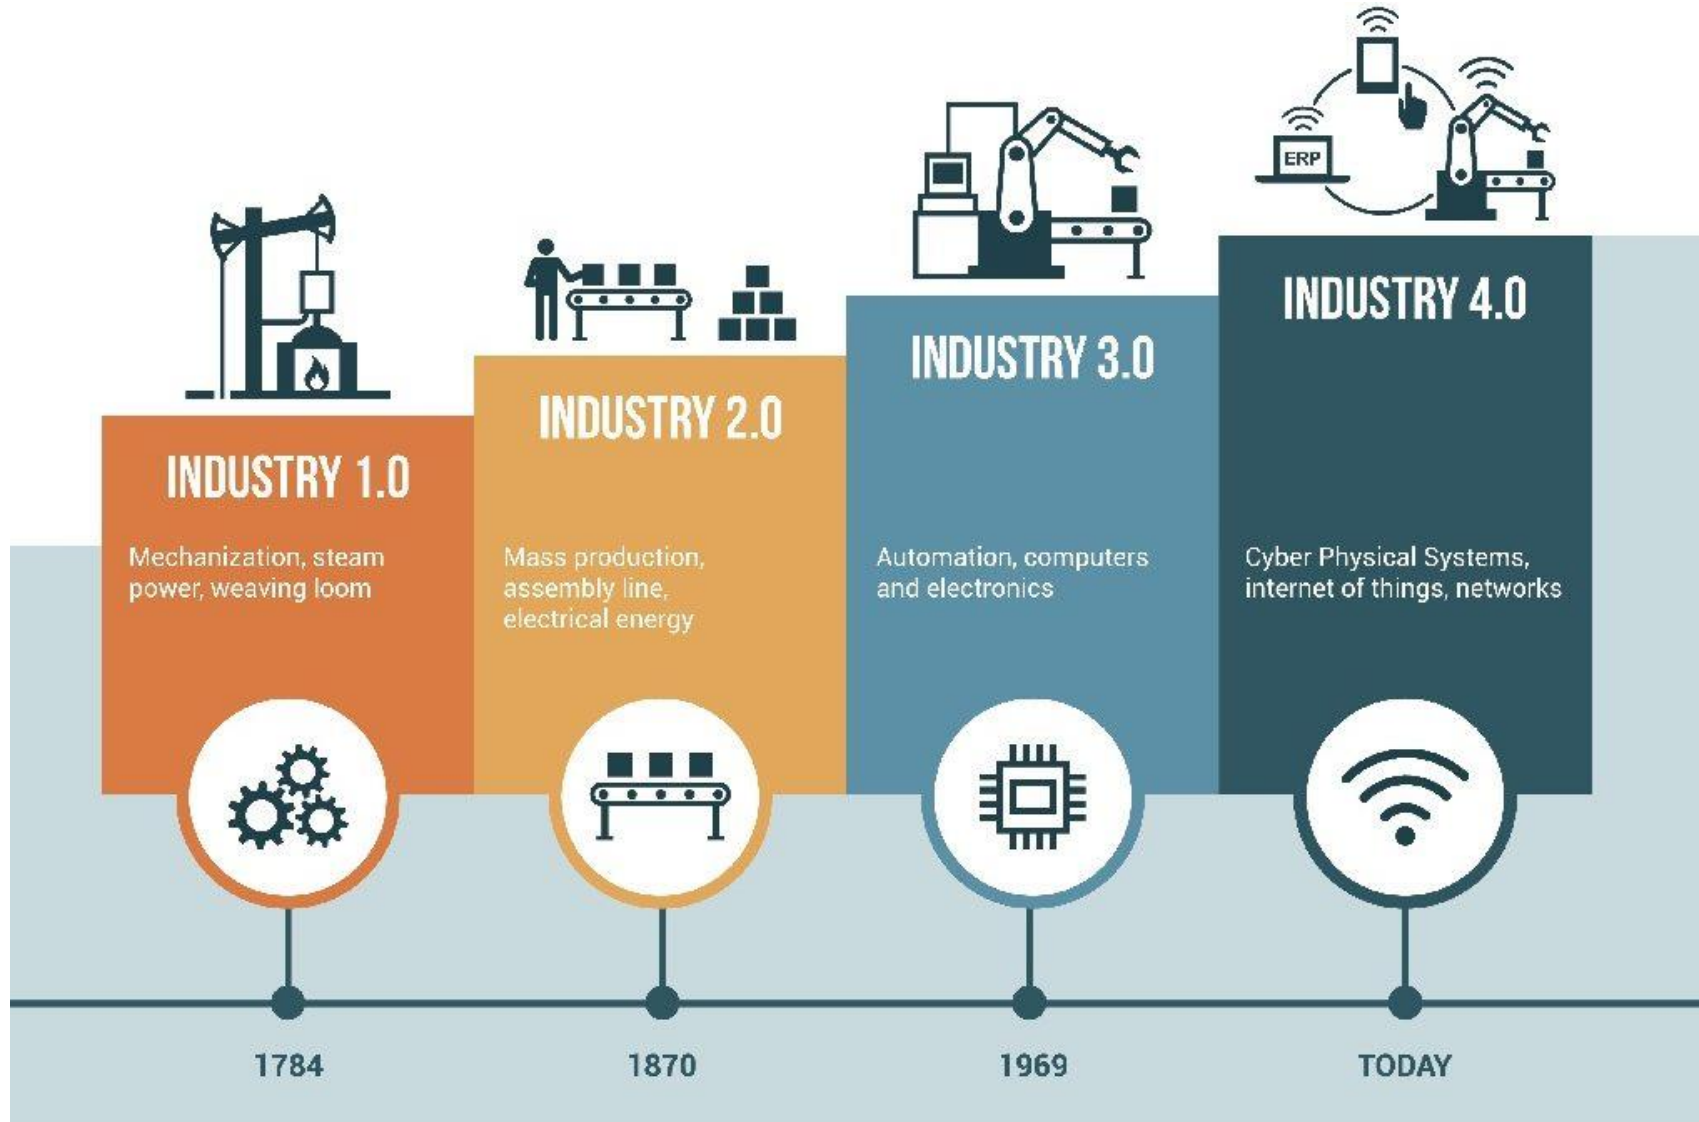 ERP
INDUSTRY 1.0
Mechanization, steam
power, weaving loom
INDUSTRY 2.0
Mass production,
assembly line,
electrical energy
INDUSTRY 3.0
Automation, computers
and electronics
INDUSTRY 4.0
Cyber Physical Systems,
internet of things, networks
1784
1870
1969
TODAY